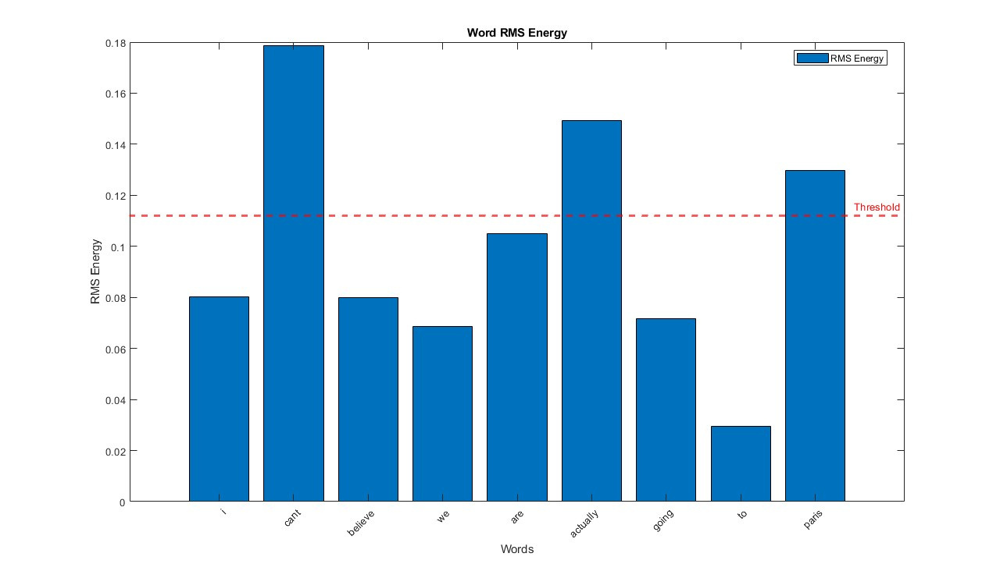 Word RMS Energy
RMS Energy
0.18
0.16
0.14
0.12
0.1
0.08
0.06
0.04
0.02
0
Threshold
RMS Energy
i
cant
believe
we
are
actually
going
to
paris
Words